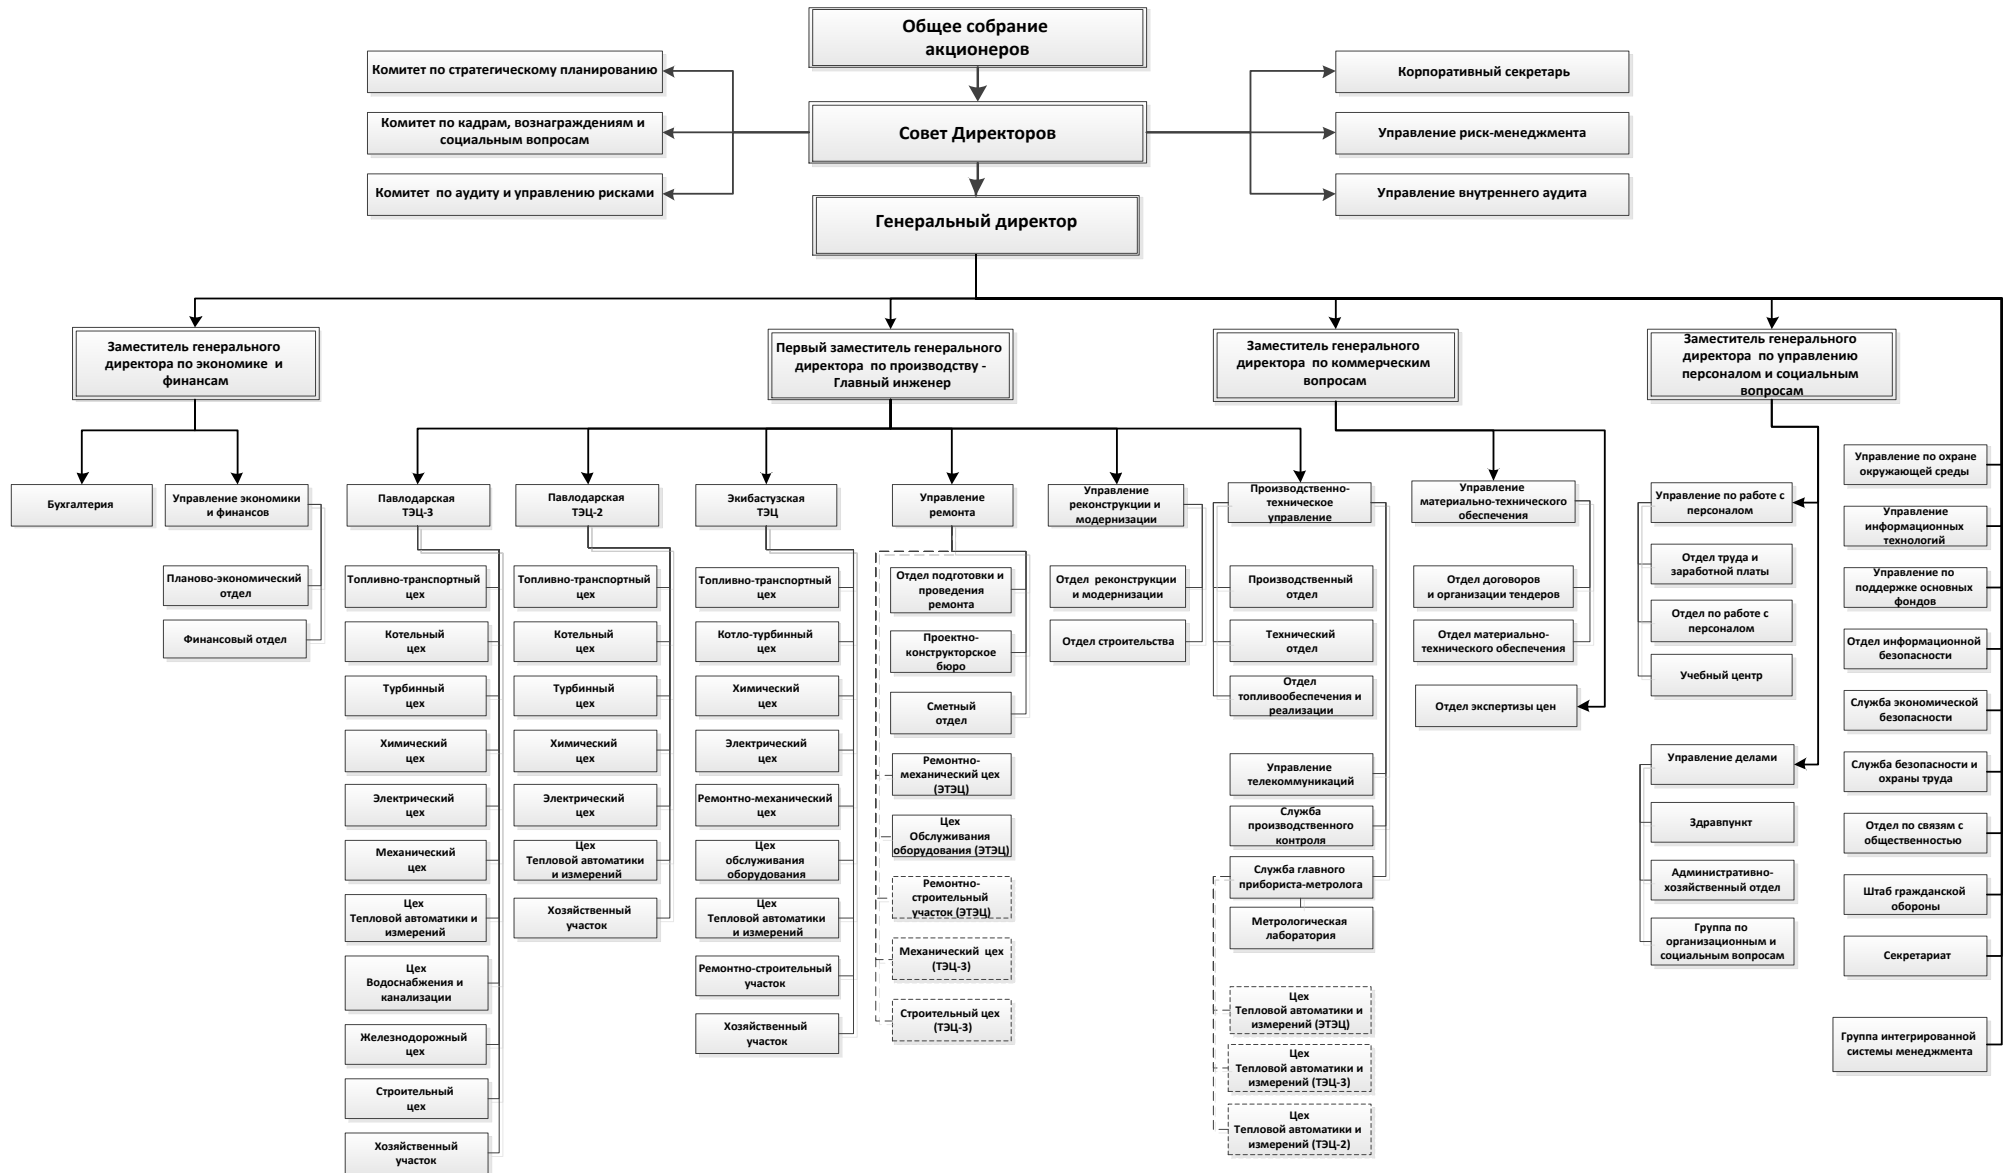 Общее собрание
акционеров
Комитет по стратегическому планированию
Корпоративный секретарь
Комитет по кадрам, вознаграждениям и
социальным вопросам
Совет Директоров
Управление риск-менеджмента
Комитет по аудиту и управлению рисками
Управление внутреннего аудита
Генеральный директор
Заместитель генерального
директора по экономике и
финансам
Первый заместитель генерального
директора по производству -
Главный инженер
Заместитель генерального
директора по коммерческим
вопросам
Заместитель генерального
директора по управлению
персоналом и социальным
вопросам
Бухгалтерия
Управление экономики
и финансов
Планово-экономический
отдел
Финансовый отдел
Павлодарская
ТЭЦ-3
Топливно-транспортный
цех
Котельный
цех
Турбинный
цех
Химический
цех
Электрический
цех
Механический
цех
Цех
Тепловой автоматики и
измерений
Цех
Водоснабжения и
канализации
Железнодорожный
цех
Строительный
цех
Хозяйственный
участок
Павлодарская
ТЭЦ-2
Топливно-транспортный
цех
Котельный
цех
Турбинный
цех
Химический
цех
Электрический
цех
Цех
Тепловой автоматики
и измерений
Хозяйственный
участок
Экибастузская
ТЭЦ
Топливно-транспортный
цех
Котло-турбинный
цех
Химический
цех
Электрический
цех
Ремонтно-механический
цех
Цех
обслуживания
оборудования
Цех
Тепловой автоматики
и измерений
Ремонтно-строительный
участок
Хозяйственный
участок
Управление
ремонта
Отдел подготовки и
проведения
ремонта
Проектно-
конструкторское
бюро
Сметный
отдел
Ремонтно-
механический цех
(ЭТЭЦ)
Цех
Обслуживания
оборудования (ЭТЭЦ)
Ремонтно-
строительный
участок (ЭТЭЦ)
Механический цех
(ТЭЦ-3)
Строительный цех
(ТЭЦ-3)
Управление
реконструкции и
модернизации
Отдел реконструкции
и модернизации
Отдел строительства
Производственно-
техническое
управление
Производственный
отдел
Технический
отдел
Отдел
топливообеспечения и
реализации
Управление
телекоммуникаций
Служба
производственного
контроля
Служба главного
прибориста-метролога
Метрологическая
лаборатория
Цех
Тепловой автоматики и
измерений (ЭТЭЦ)
Цех
Тепловой автоматики и
измерений (ТЭЦ-3)
Цех
Тепловой автоматики и
измерений (ТЭЦ-2)
Управление
материально-технического
обеспечения
Отдел договоров
и организации тендеров
Отдел материально-
технического обеспечения
Отдел экспертизы цен
Управление по работе с
персоналом
Отдел труда и
заработной платы
Отдел по работе с
персоналом
Учебный центр
Управление делами
Здравпункт
Административно-
хозяйственный отдел
Группа по
организационным и
социальным вопросам
Управление по охране
окружающей среды
Управление
информационных
технологий
Управление по
поддержке основных
фондов
Отдел информационной
безопасности
Служба экономической
безопасности
Служба безопасности и
охраны труда
Отдел по связям с
общественностью
Штаб гражданской
обороны
Секретариат
Группа интегрированной
системы менеджмента